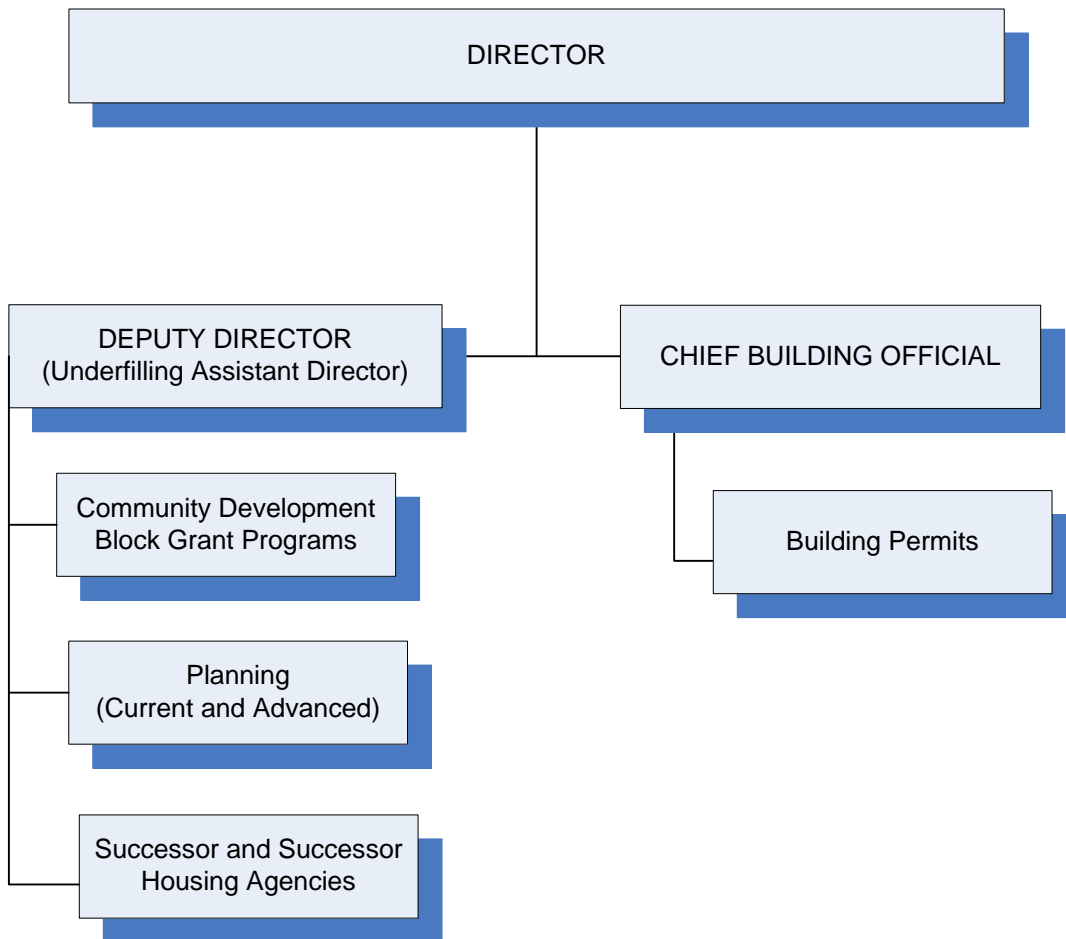 DIRECTOR
DEPUTY DIRECTOR
(Underfilling Assistant Director)
CHIEF BUILDING OFFICIAL
Community Development
Block Grant Programs
Building Permits
Planning
(Current and Advanced)
Successor and Successor
Housing Agencies